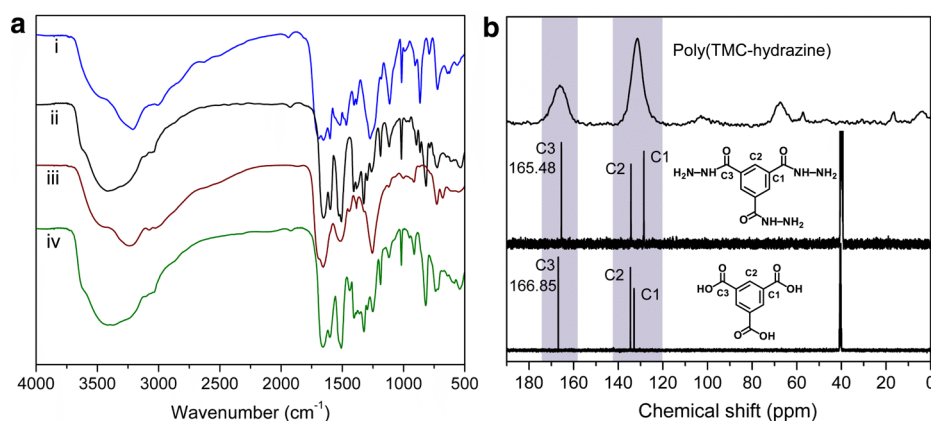 a
i
ii
iii
iv
4000 3500 3000 2500 2000 1500 1000 500
Wavenumber (cm⁻¹)
b
Poly(TMC-hydrazine)
C3
165.48
C2
C1
O
C2
O
H₂N-NH
C3
C1
NH-NH₂
O
NH-NH₂
C3
166.85
C2
C1
O
C2
O
HO
C3
C1
OH
O
OH
180 160 140 120 100 80 60 40 20 0
Chemical shift (ppm)